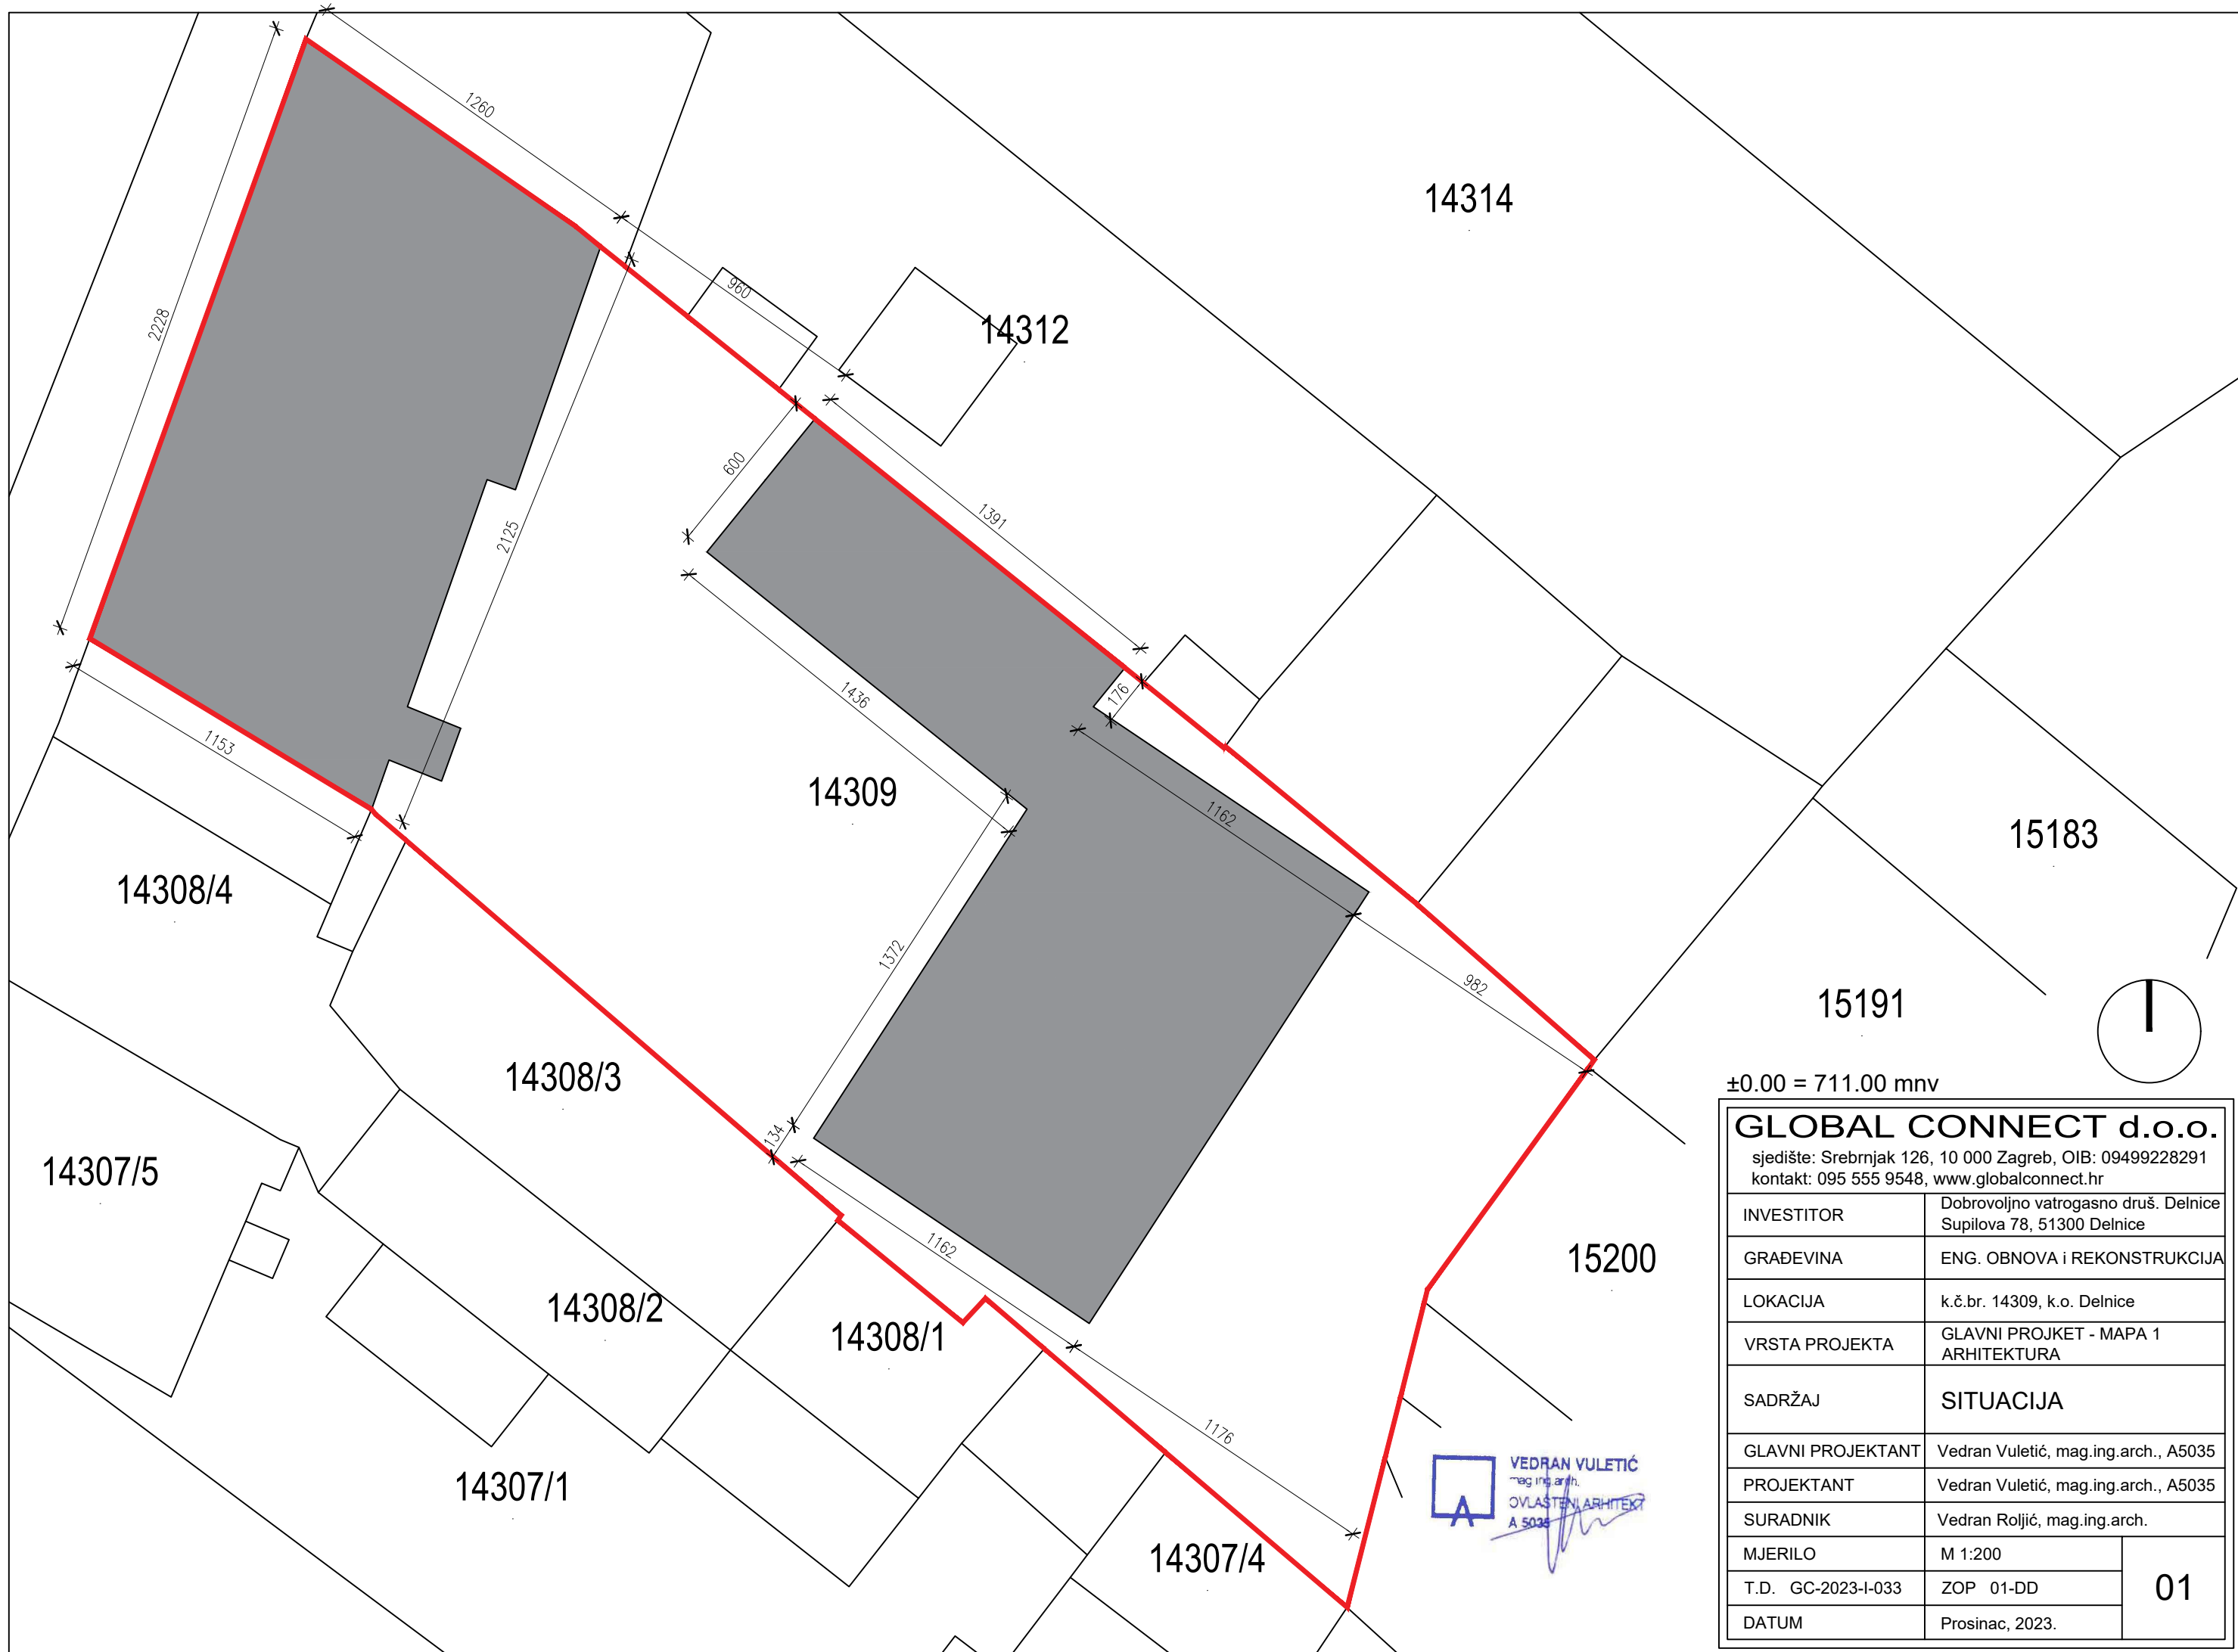 1260
14314
2228
960
14312
600
1391
2125
176
1436
1153
14309
1162
15183
14308/4
1372
982
15191
14308/3
±0.00 = 711.00 mnv
134
14307/5
1162
15200
14308/2
14308/1
1176
14307/1
14307/4
VEDRAN VULETIĆ
mag.ing.arh.
OVLAŠTENI ARHITEKT
A 5035
A
GLOBAL CONNECT d.o.o.
sjedište: Srebrnjak 126, 10 000 Zagreb, OIB: 09499228291
kontakt: 095 555 9548, www.globalconnect.hr
INVESTITOR
Dobrovoljno vatrogasno druš. Delnice
Supilova 78, 51300 Delnice
GRAĐEVINA
ENG. OBNOVA i REKONSTRUKCIJA
LOKACIJA
k.č.br. 14309, k.o. Delnice
VRSTA PROJEKTA
GLAVNI PROJKET - MAPA 1
ARHITEKTURA
SADRŽAJ
SITUACIJA
GLAVNI PROJEKTANT
Vedran Vuletić, mag.ing.arch., A5035
PROJEKTANT
Vedran Vuletić, mag.ing.arch., A5035
SURADNIK
Vedran Roljić, mag.ing.arch.
MJERILO
M 1:200
T.D. GC-2023-I-033
ZOP 01-DD
01
DATUM
Prosinac, 2023.